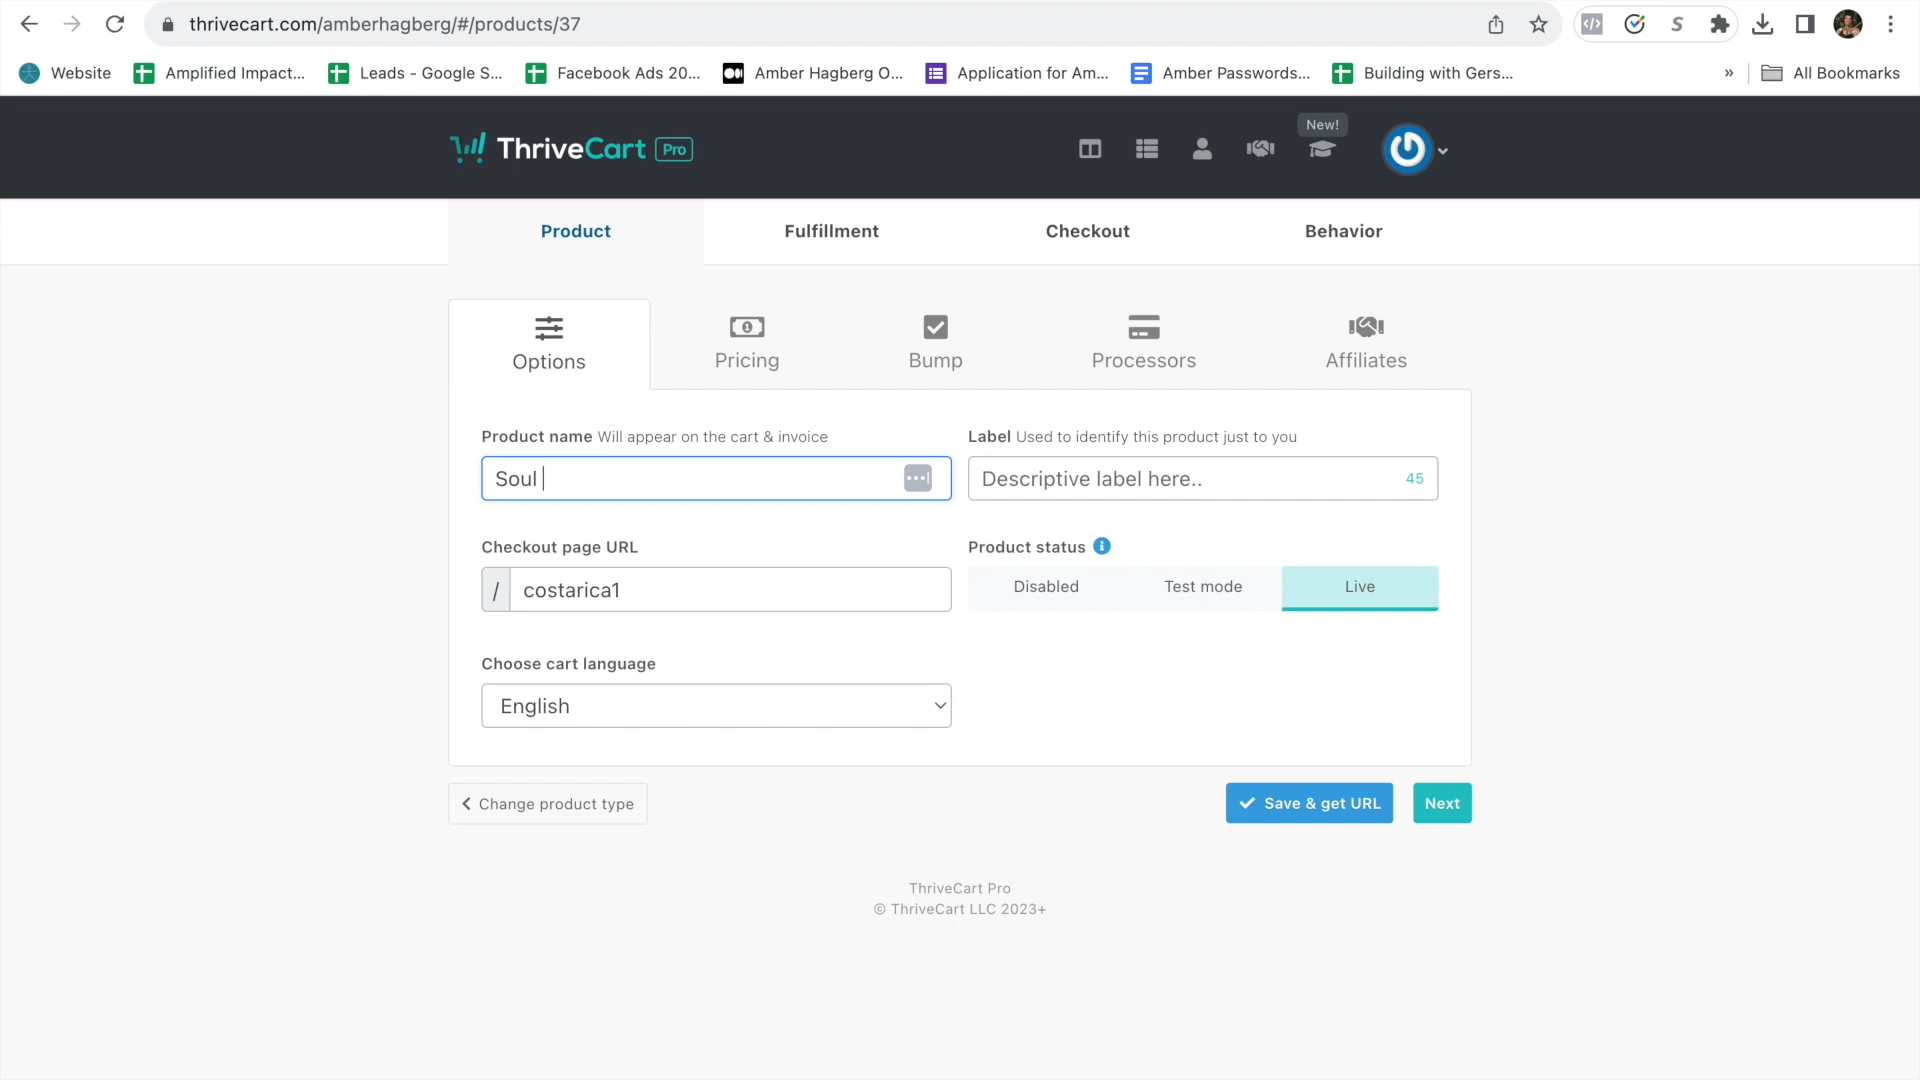 thrivecart.com/amberhagberg/#/products/37
Website Amplified Impact... Leads - Google S... Facebook Ads 20... Amber Hagberg O... Application for Am... Amber Passwords... Building with Gers... » All Bookmarks
New!
ThriveCart Pro
Product Fulfillment Checkout Behavior
Options Pricing Bump Processors Affiliates
Product name Will appear on the cart & invoice
Label Used to identify this product just to you
Soul
Descriptive label here.. 45
Checkout page URL
Product status
/ costarica1
Disabled Test mode Live
Choose cart language
English
Change product type Save & get URL Next
ThriveCart Pro
© ThriveCart LLC 2023+